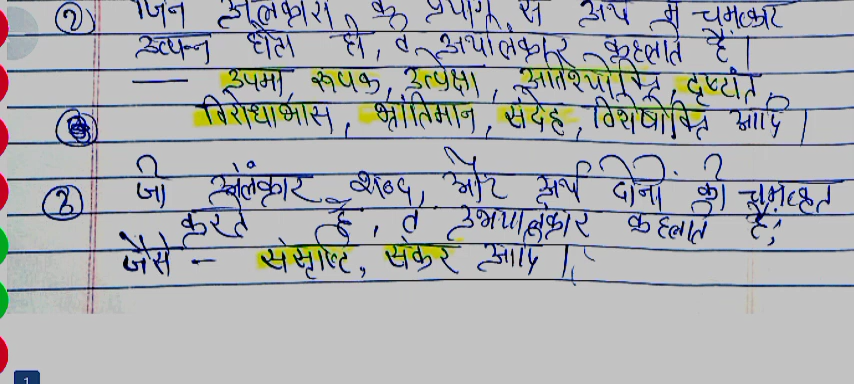 ② जिन अलंकारों के प्रयोग से अर्थ में चमत्कार
उत्पन्न होता हो, वे अर्थालंकार कहलाते हैं।
— उपमा, रूपक, उत्प्रेक्षा, अतिश्योक्ति, दृष्टांत,
विरोधाभास, भ्रांतिमान, संदेह, विशेषोक्ति आदि।
③ जो अलंकार शब्द, और अर्थ दोनों को चमत्कृत
करते हैं, वे उभयालंकार कहलाते हैं;
जैसे – संसृष्टि, संकर आदि।
1